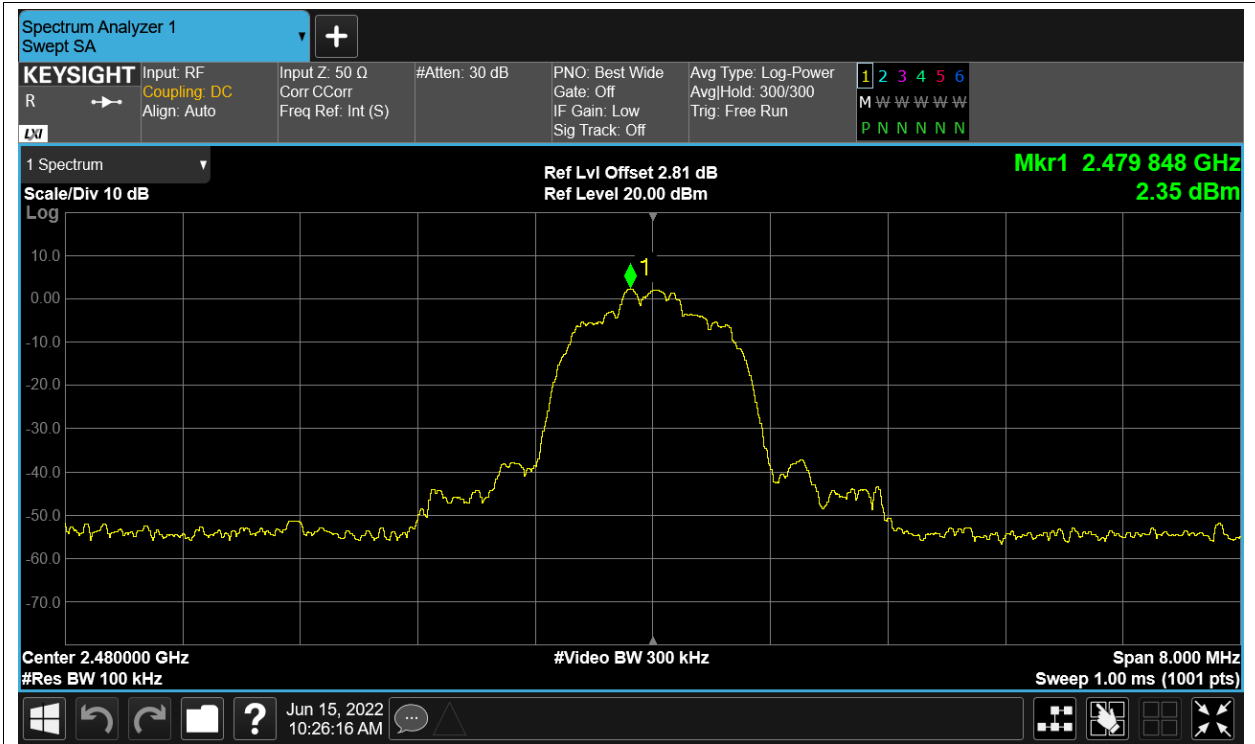 Spectrum Analyzer 1
Swept SA
KEYSIGHT
R
LXI
Input: RF
Coupling: DC
Align: Auto
Input Z: 50 Ω
Corr CCorr
Freq Ref: Int (S)
#Atten: 30 dB
PNO: Best Wide
Gate: Off
IF Gain: Low
Sig Track: Off
Avg Type: Log-Power
Avg|Hold: 300/300
Trig: Free Run
1 2 3 4 5 6
M W W W W W
P N N N N N
1 Spectrum
Scale/Div 10 dB
Log
Ref Lvl Offset 2.81 dB
Ref Level 20.00 dBm
Mkr1 2.479 848 GHz
2.35 dBm
1
10.0
0.00
-10.0
-20.0
-30.0
-40.0
-50.0
-60.0
-70.0
Center 2.480000 GHz
#Res BW 100 kHz
#Video BW 300 kHz
Span 8.000 MHz
Sweep 1.00 ms (1001 pts)
?
Jun 15, 2022
10:26:16 AM